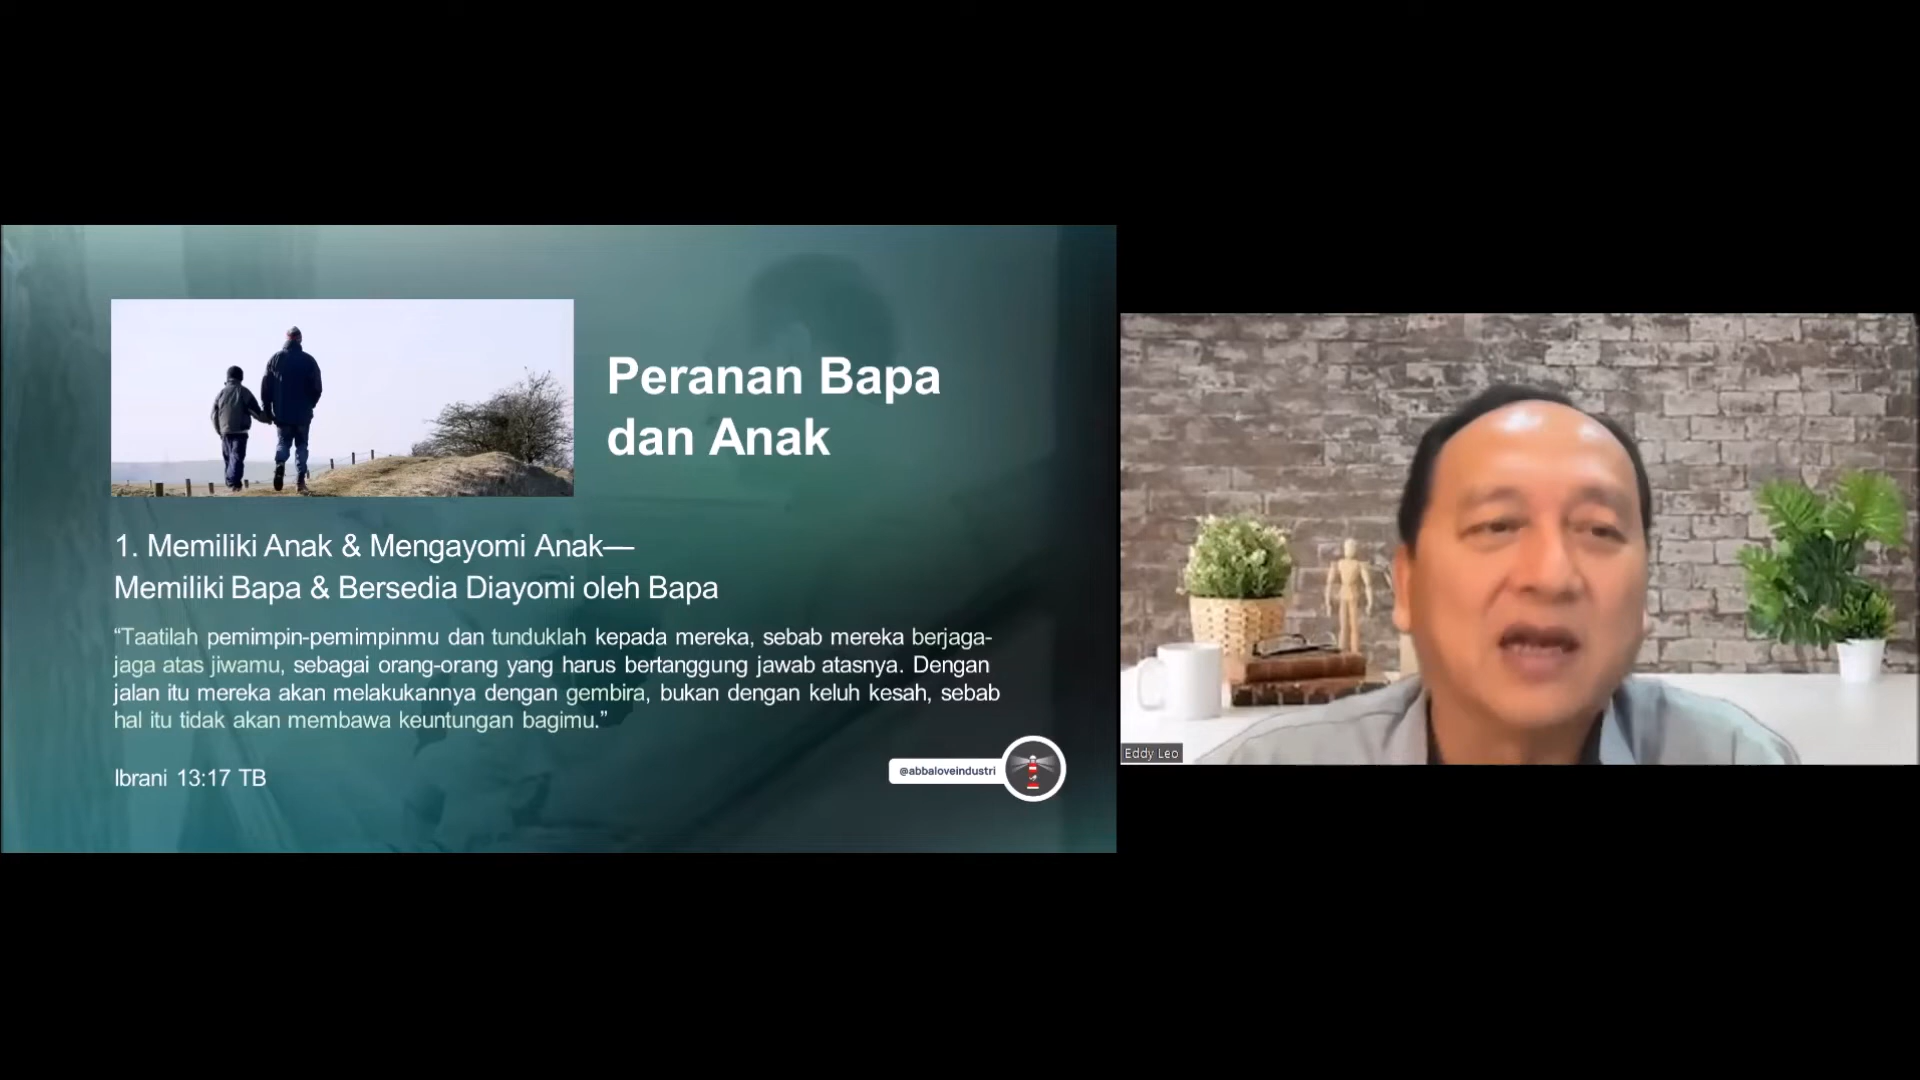 Peranan Bapa
dan Anak
1. Memiliki Anak & Mengayomi Anak—
Memiliki Bapa & Bersedia Diayomi oleh Bapa
“Taatilah pemimpin-pemimpinmu dan tunduklah kepada mereka, sebab mereka berjaga-
jaga atas jiwamu, sebagai orang-orang yang harus bertanggung jawab atasnya. Dengan
jalan itu mereka akan melakukannya dengan gembira, bukan dengan keluh kesah, sebab
hal itu tidak akan membawa keuntungan bagimu.”
Ibrani 13:17 TB
@abbaloveindustri
Eddy Leo